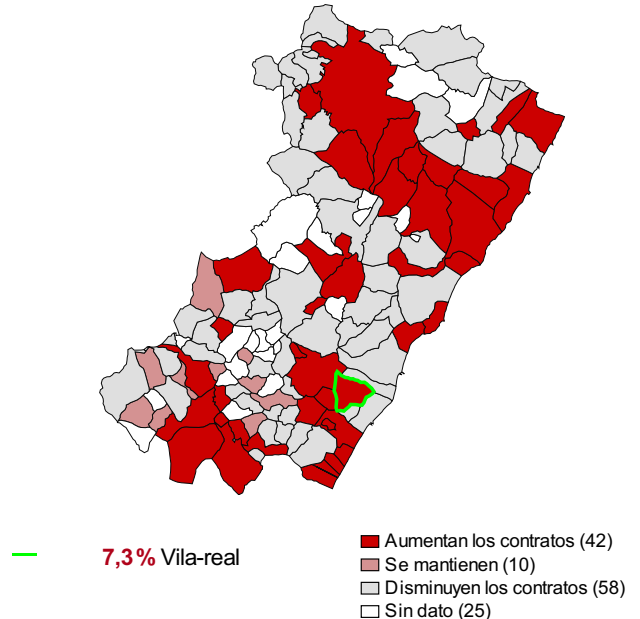 7,3% Vila-real
Aumentan los contratos (42)
Se mantienen (10)
Disminuyen los contratos (58)
Sin dato (25)